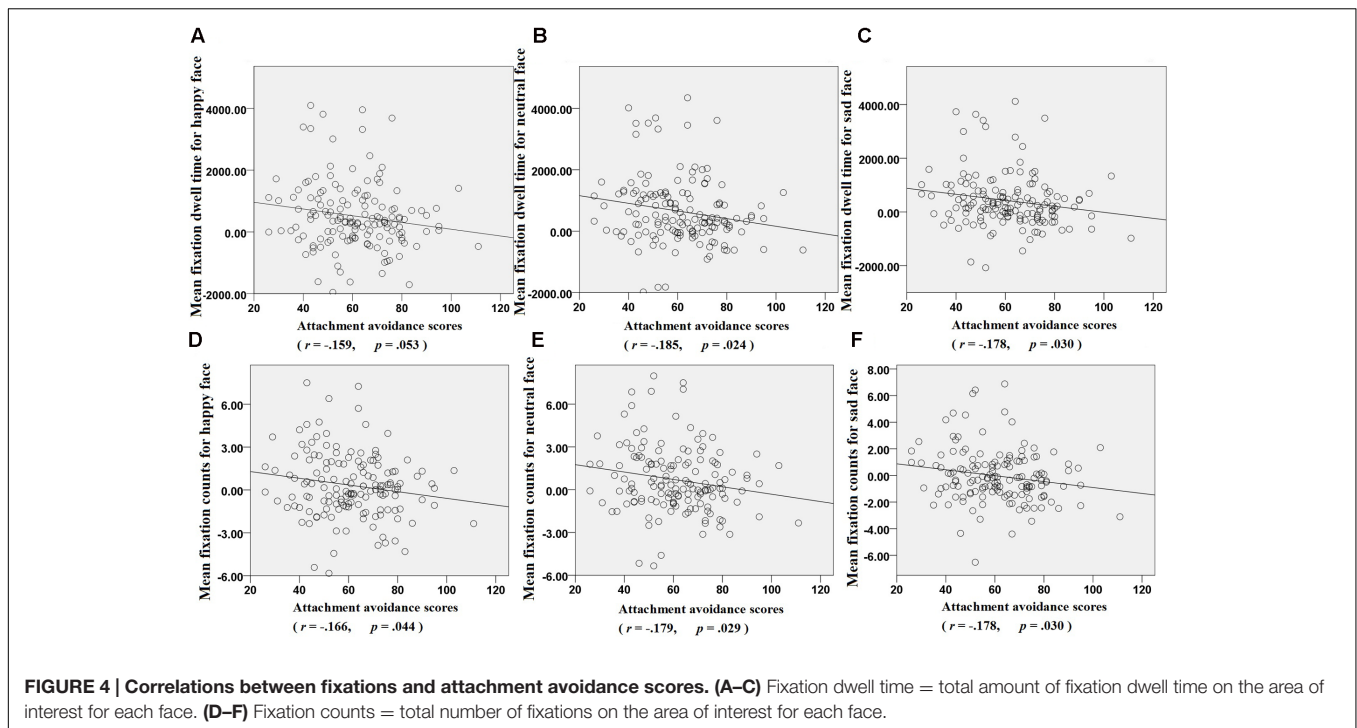 A
B
C
Mean fixation dwell time for happy face
4000.00
2000.00
0.00
-2000.00
20 40 60 80 100 120
Attachment avoidance scores
( r = -.159, p = .053 )
Mean fixation dwell time for neutral face
4000.00
2000.00
0.00
-2000.00
20 40 60 80 100 120
Attachment avoidance scores
( r = -.185, p = .024 )
Mean fixation dwell time for sad face
4000.00
2000.00
0.00
-2000.00
20 40 60 80 100 120
Attachment avoidance scores
( r = -.178, p = .030 )
D
E
F
Mean fixation counts for happy face
6.00
3.00
0.00
-3.00
-6.00
20 40 60 80 100 120
Attachment avoidance scores
( r = -.166, p = .044 )
Mean fixation counts for neutral face
6.00
3.00
0.00
-3.00
-6.00
20 40 60 80 100 120
Attachment avoidance scores
( r = -.179, p = .029 )
Mean fixation counts for sad face
8.00
6.00
4.00
2.00
0.00
-2.00
-4.00
-6.00
20 40 60 80 100 120
Attachment avoidance scores
( r = -.178, p = .030 )
FIGURE 4 | Correlations between fixations and attachment avoidance scores. (A–C) Fixation dwell time = total amount of fixation dwell time on the area of
interest for each face. (D–F) Fixation counts = total number of fixations on the area of interest for each face.